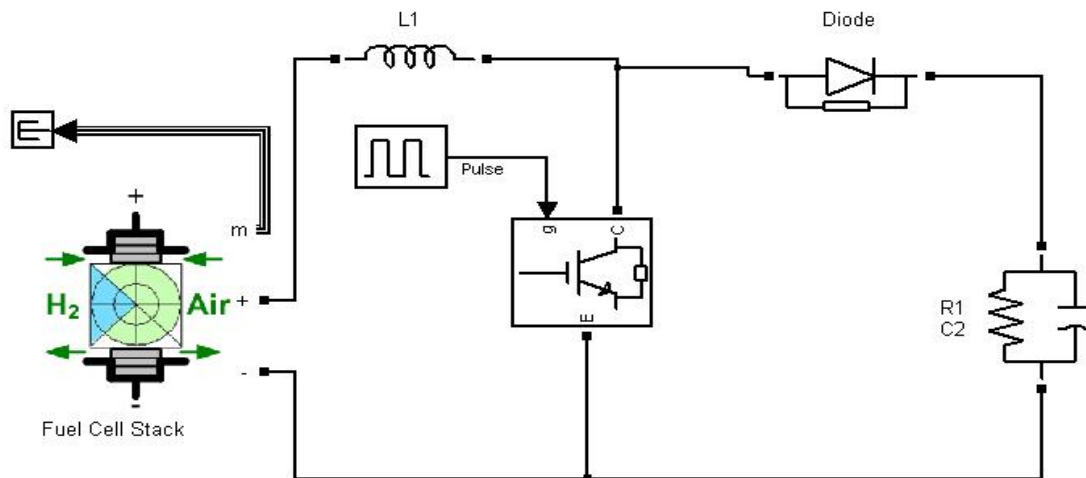 L1
Diode
Pulse
g
C
E
+
m
H2
Air
+
-
-
Fuel Cell Stack
R1
C2